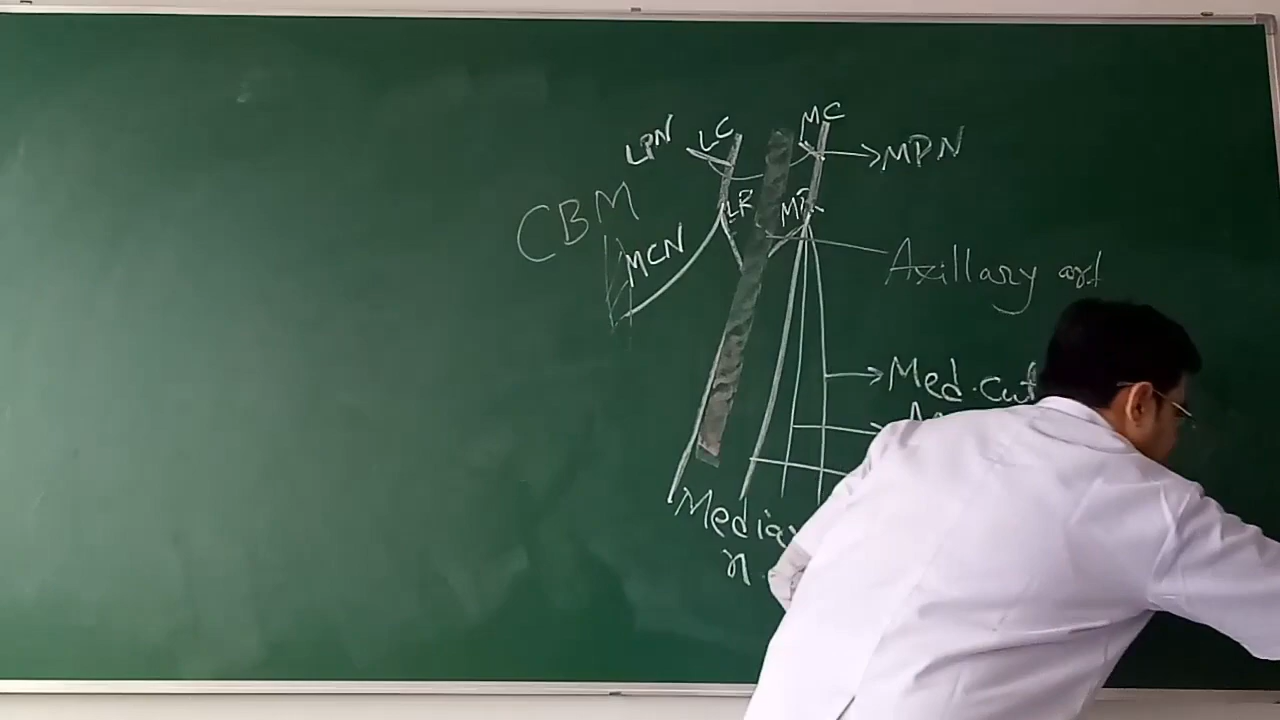 MC
LC
LPN
MPN
CBM
LR
MR
MCN
Axillary art
Med.cut
Median
n.